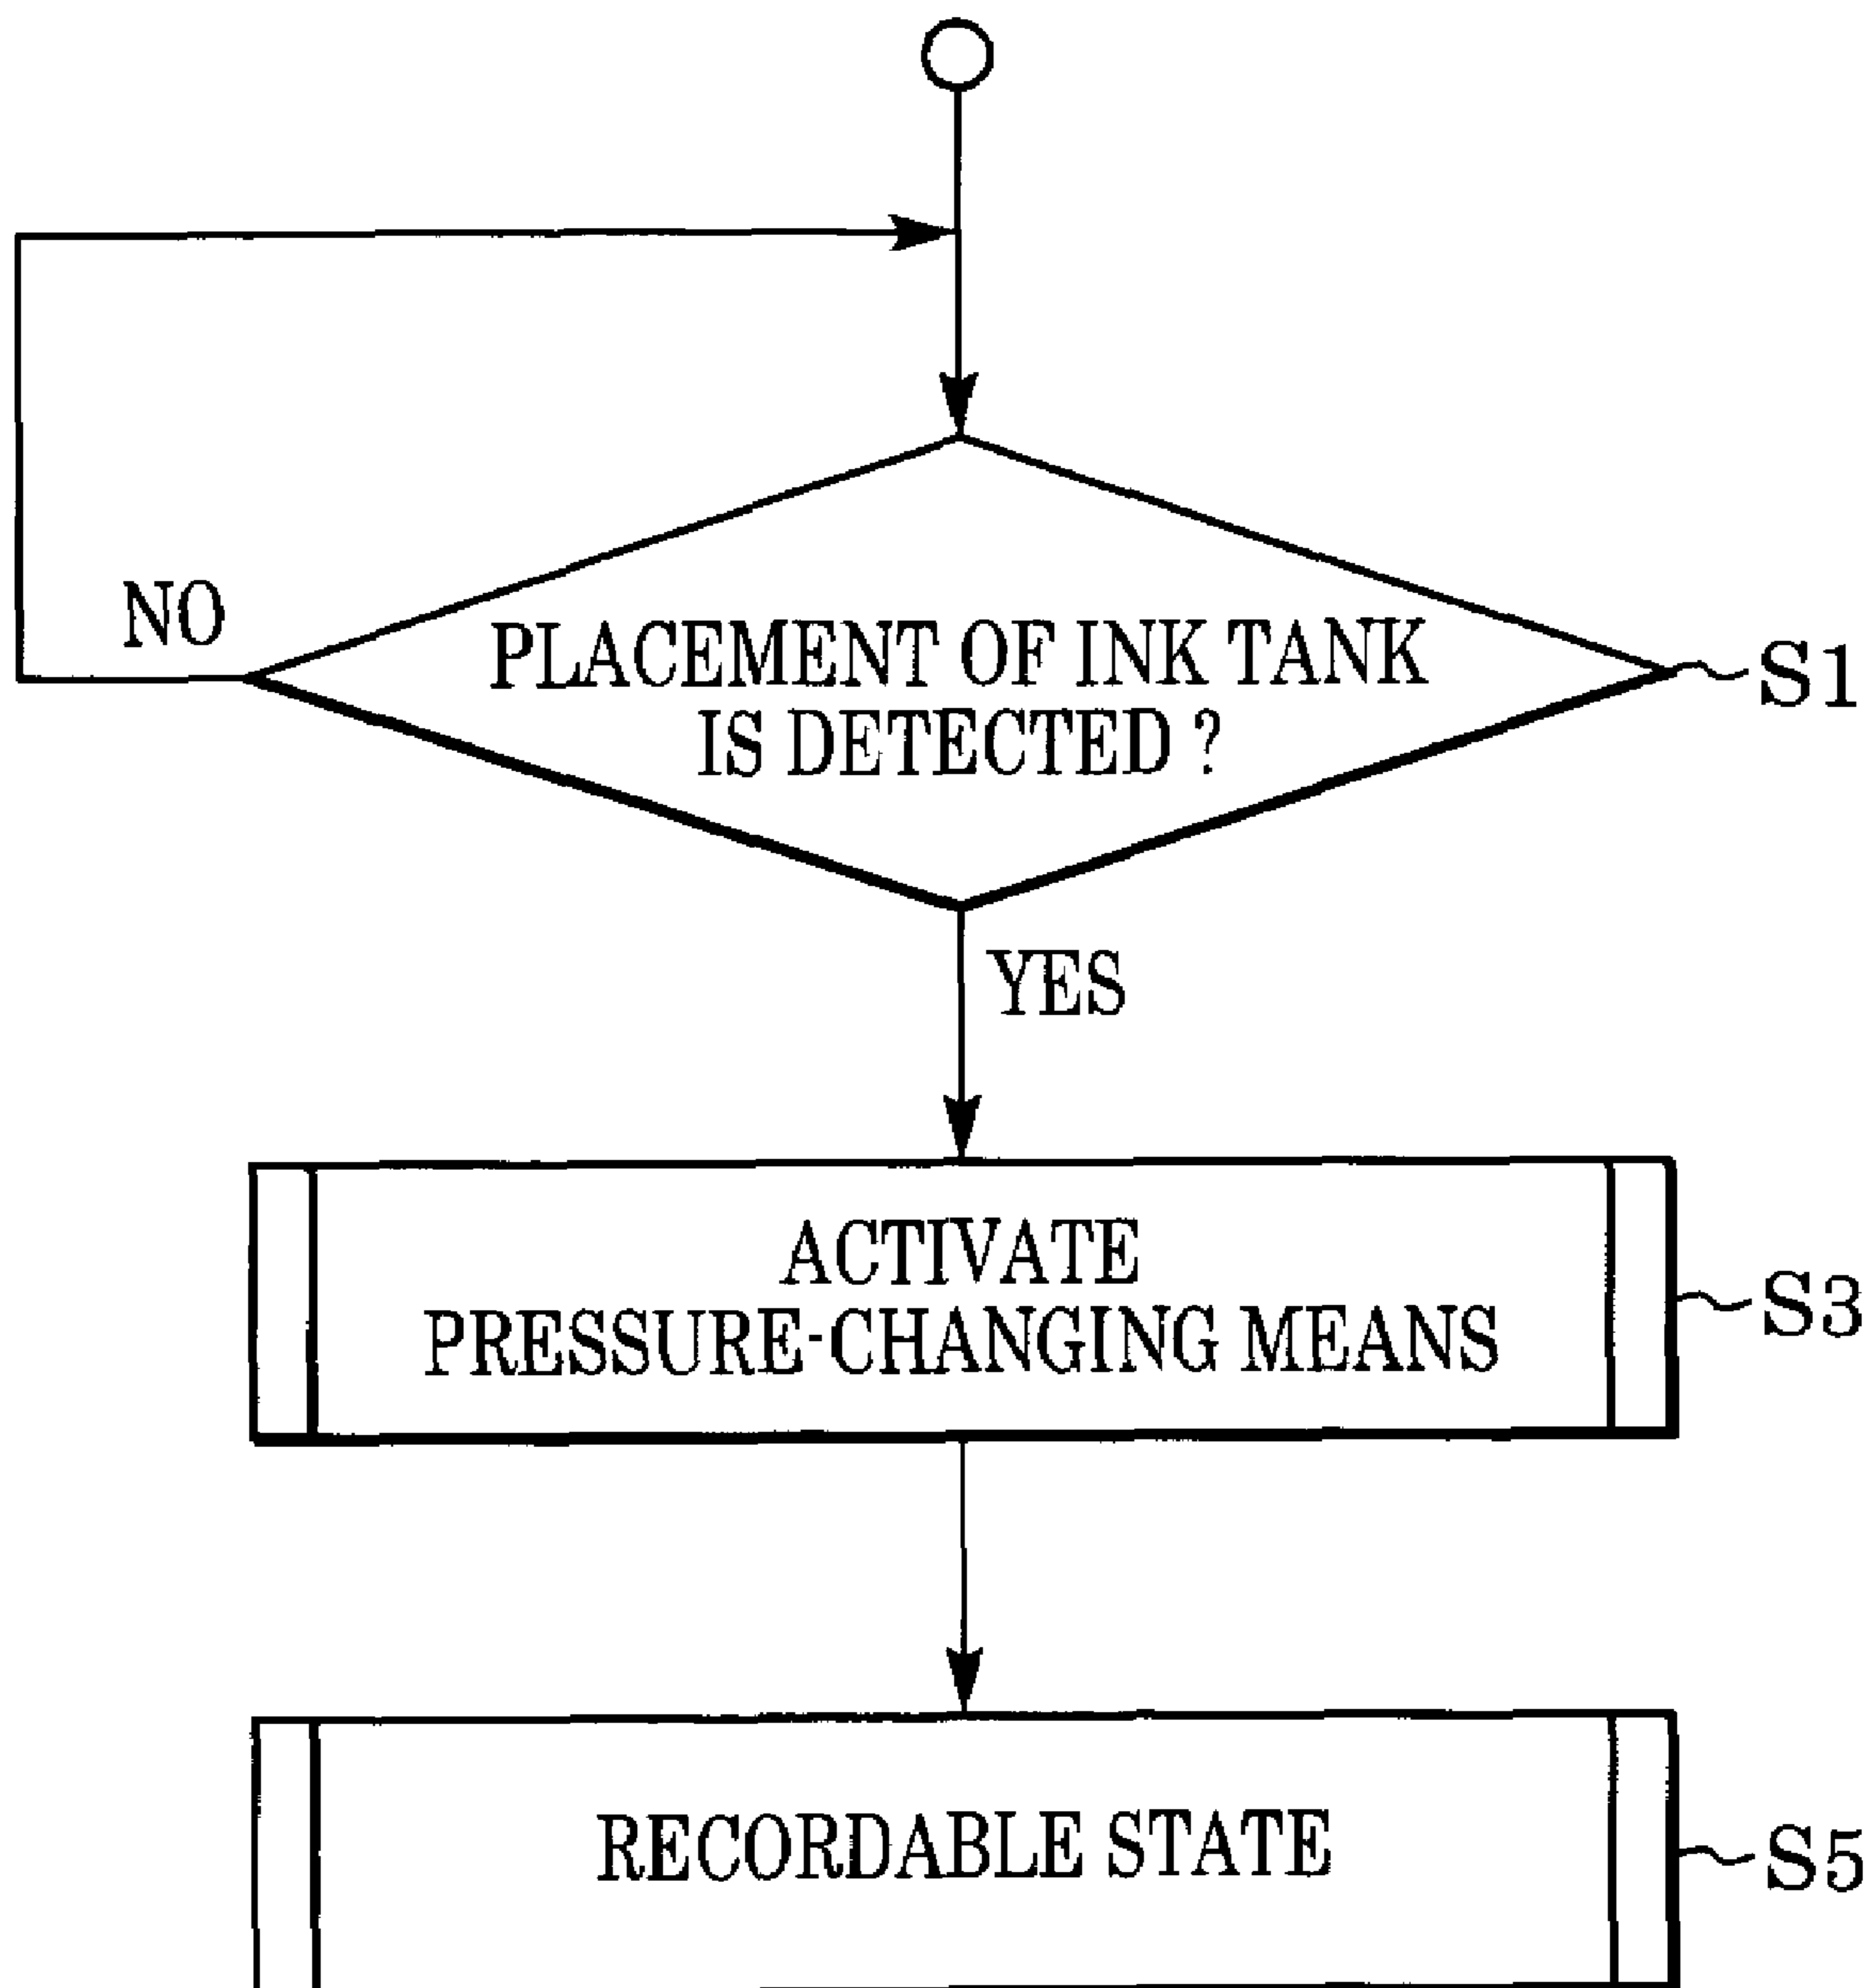 NO
PLACEMENT OF INK TANK
IS DETECTED ?
S1
YES
ACTIVATE
PRESSURE-CHANGING MEANS
S3
RECORDABLE STATE
S5